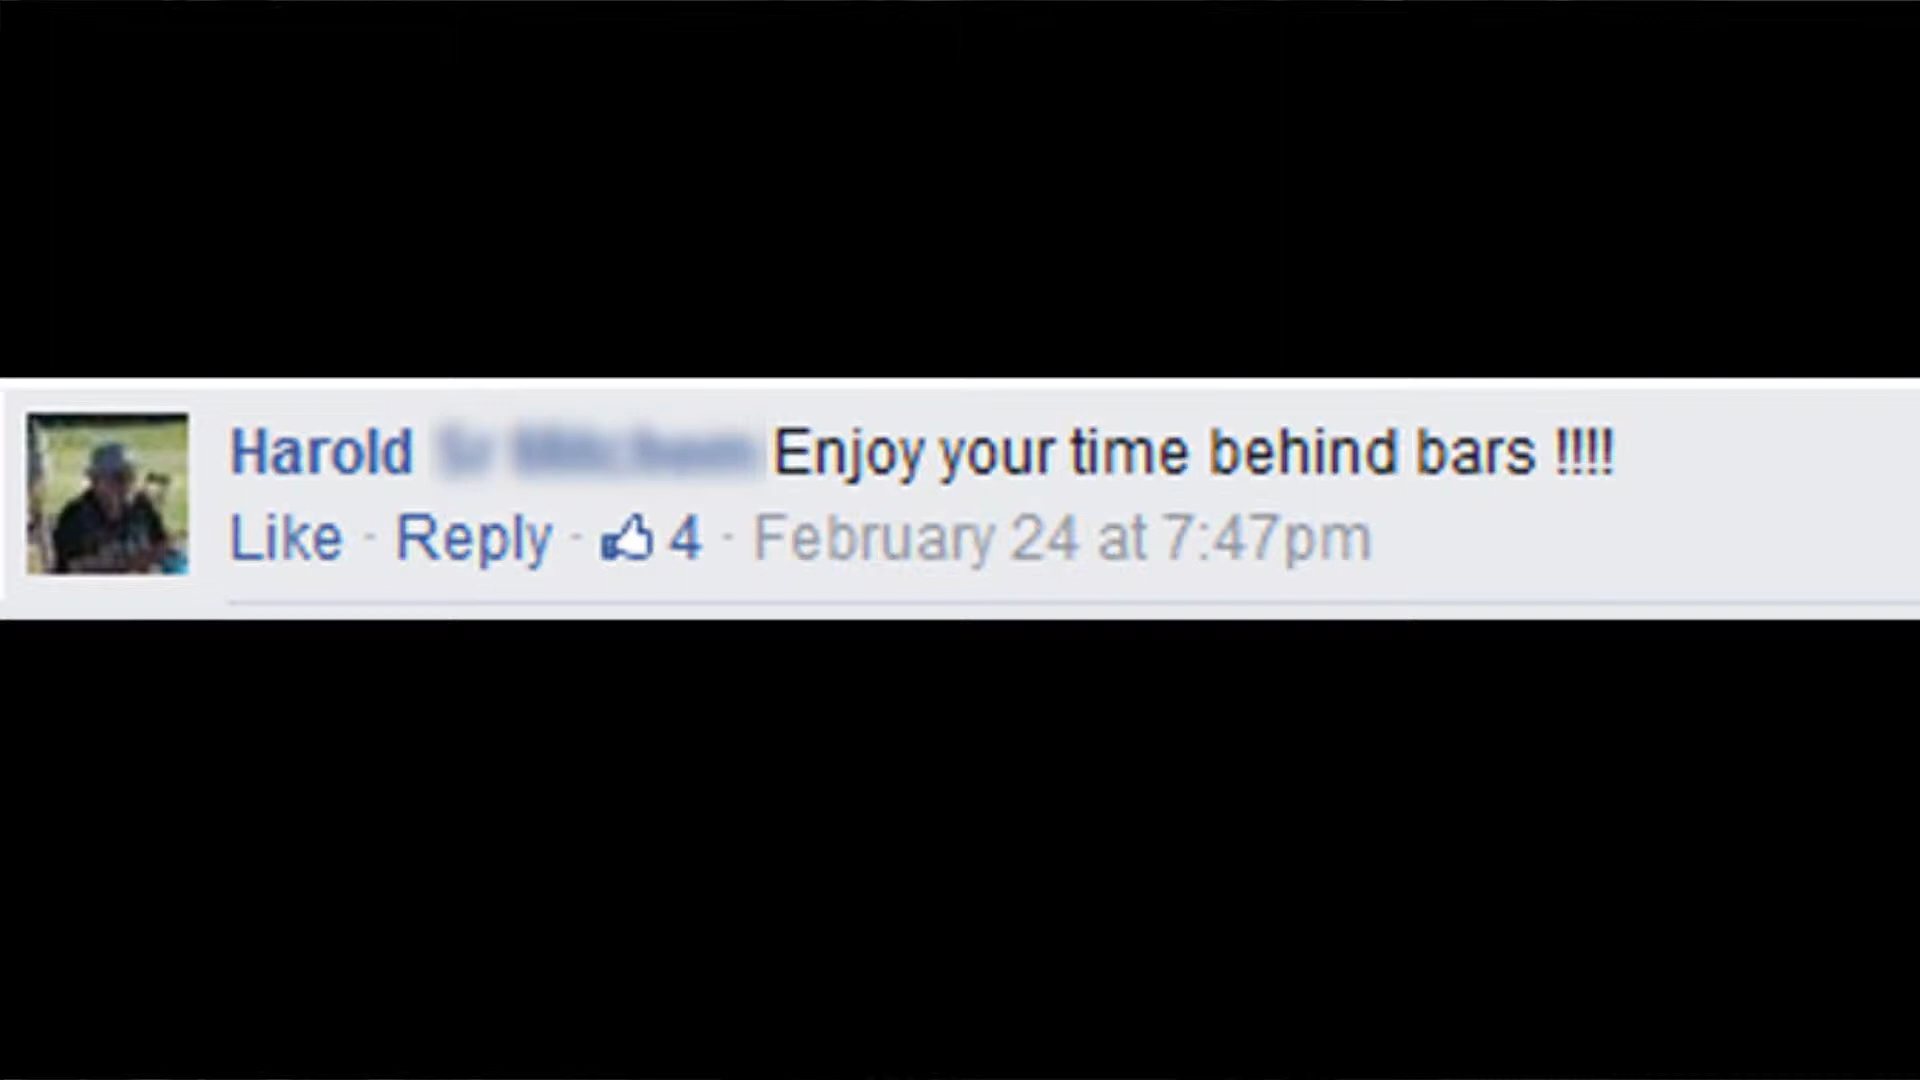 Harold Enjoy your time behind bars !!!!
Like · Reply · 4 · February 24 at 7:47pm